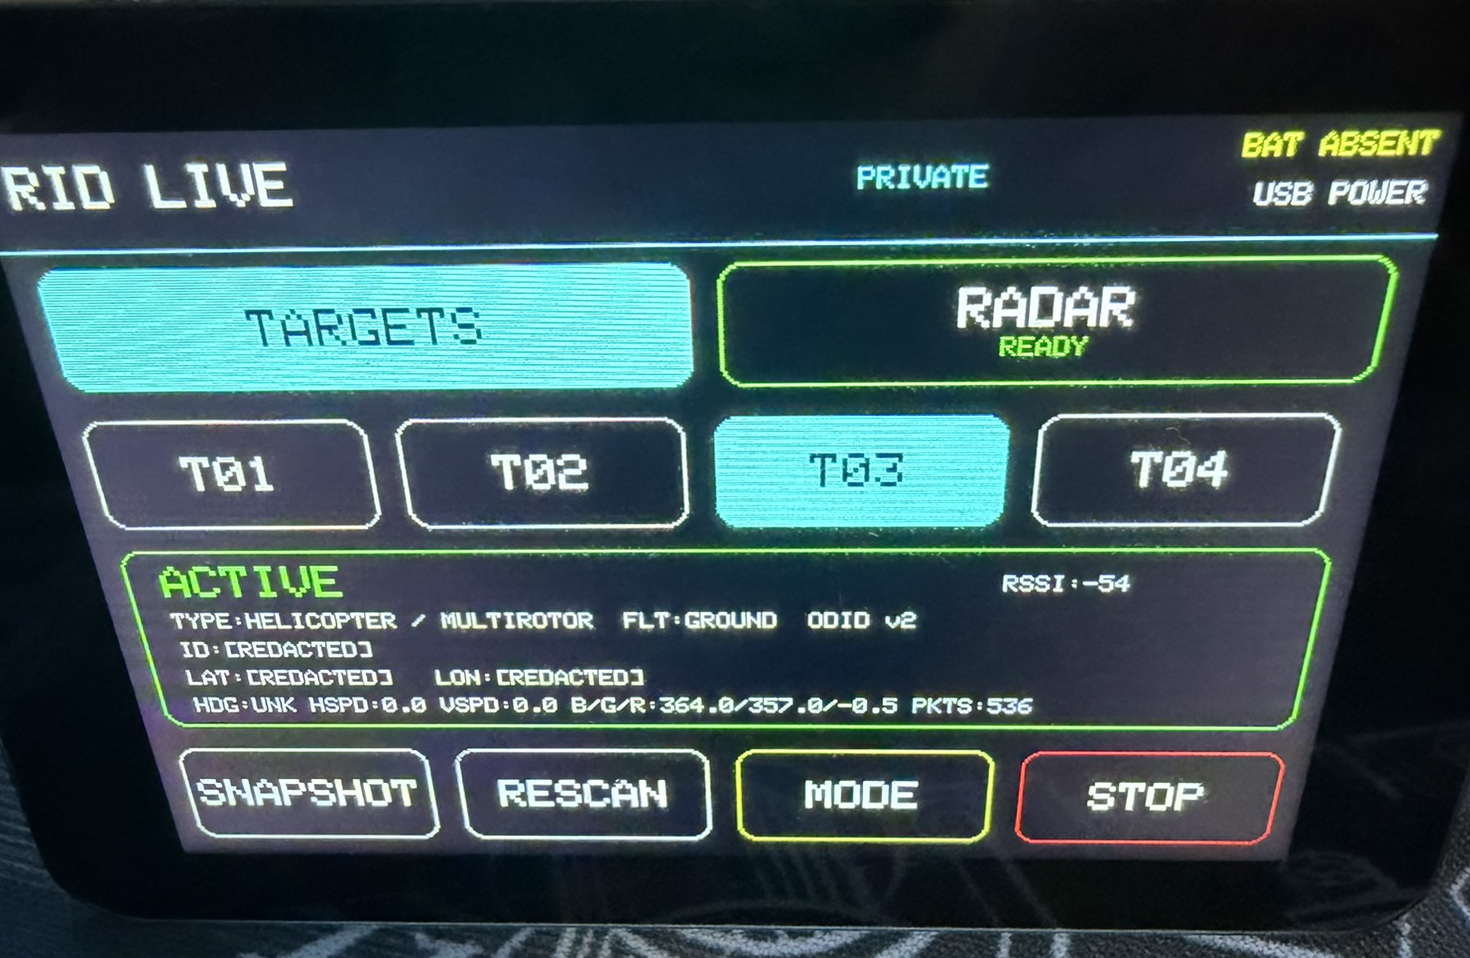 RID LIVE
PRIVATE
BAT ABSENT
USB POWER
TARGETS
RADAR
READY
T01
T02
T03
T04
ACTIVE
RSSI:-54
TYPE:HELICOPTER / MULTIROTOR FLT:GROUND ODID v2
ID:[REDACTED]
LAT:[REDACTED] LON:[REDACTED]
HDG:UNK HSPD:0.0 VSPD:0.0 B/G/R:364.0/357.0/-0.5 PKTS:536
SNAPSHOT
RESCAN
MODE
STOP